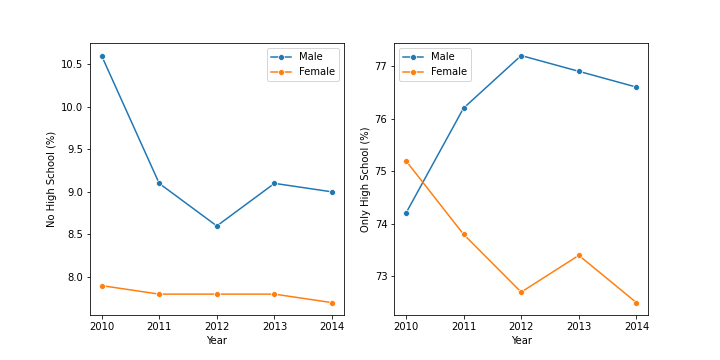 No High School (%)
10.5
10.0
9.5
9.0
8.5
8.0
Male
Female
2010 2011 2012 2013 2014
Year
Only High School (%)
77
76
75
74
73
Male
Female
2010 2011 2012 2013 2014
Year